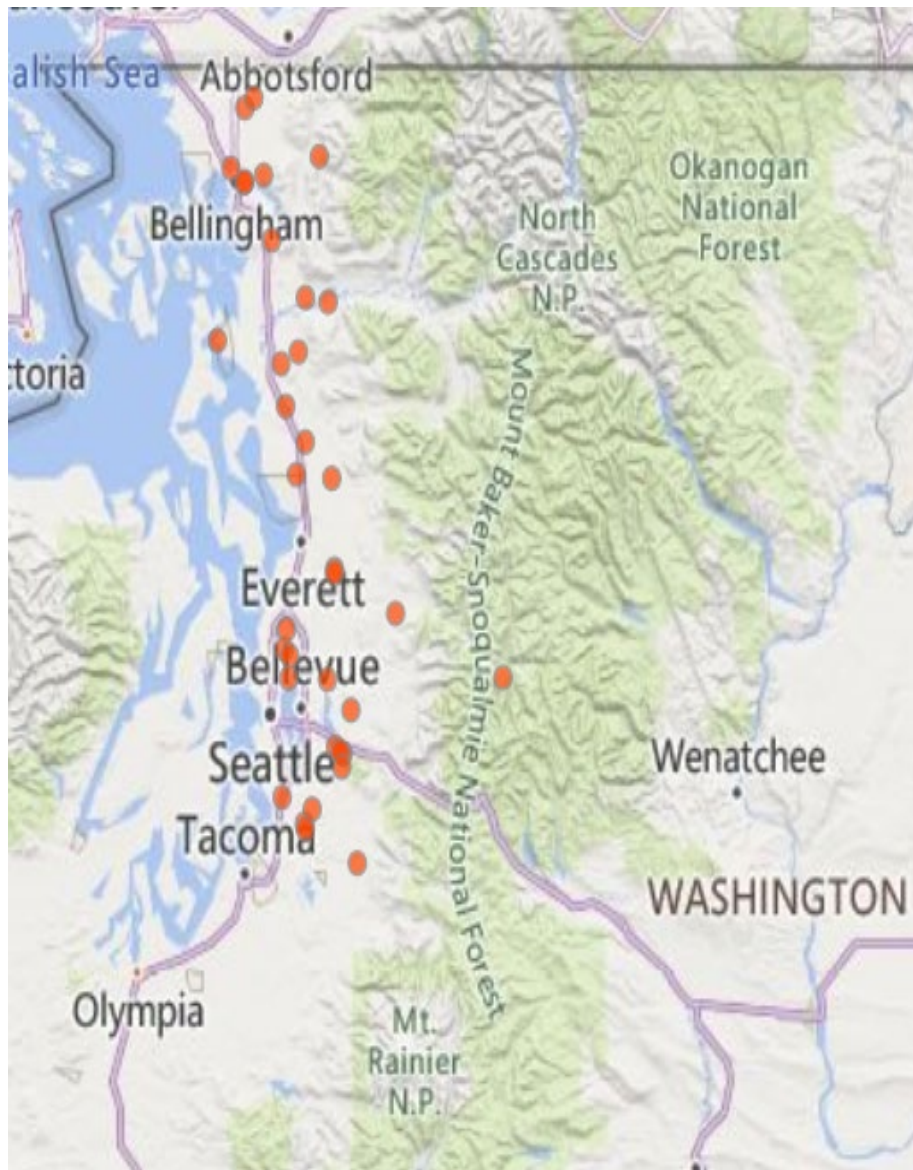 alish Sea
Abbotsford
Okanogan
National
Forest
Bellingham
North
Cascades
N.P.
ctoria
Mount Baker-Snoqualmie National Forest
Everett
Bellevue
Seattle
Wenatchee
Tacoma
WASHINGTON
Olympia
Mt.
Rainier
N.P.